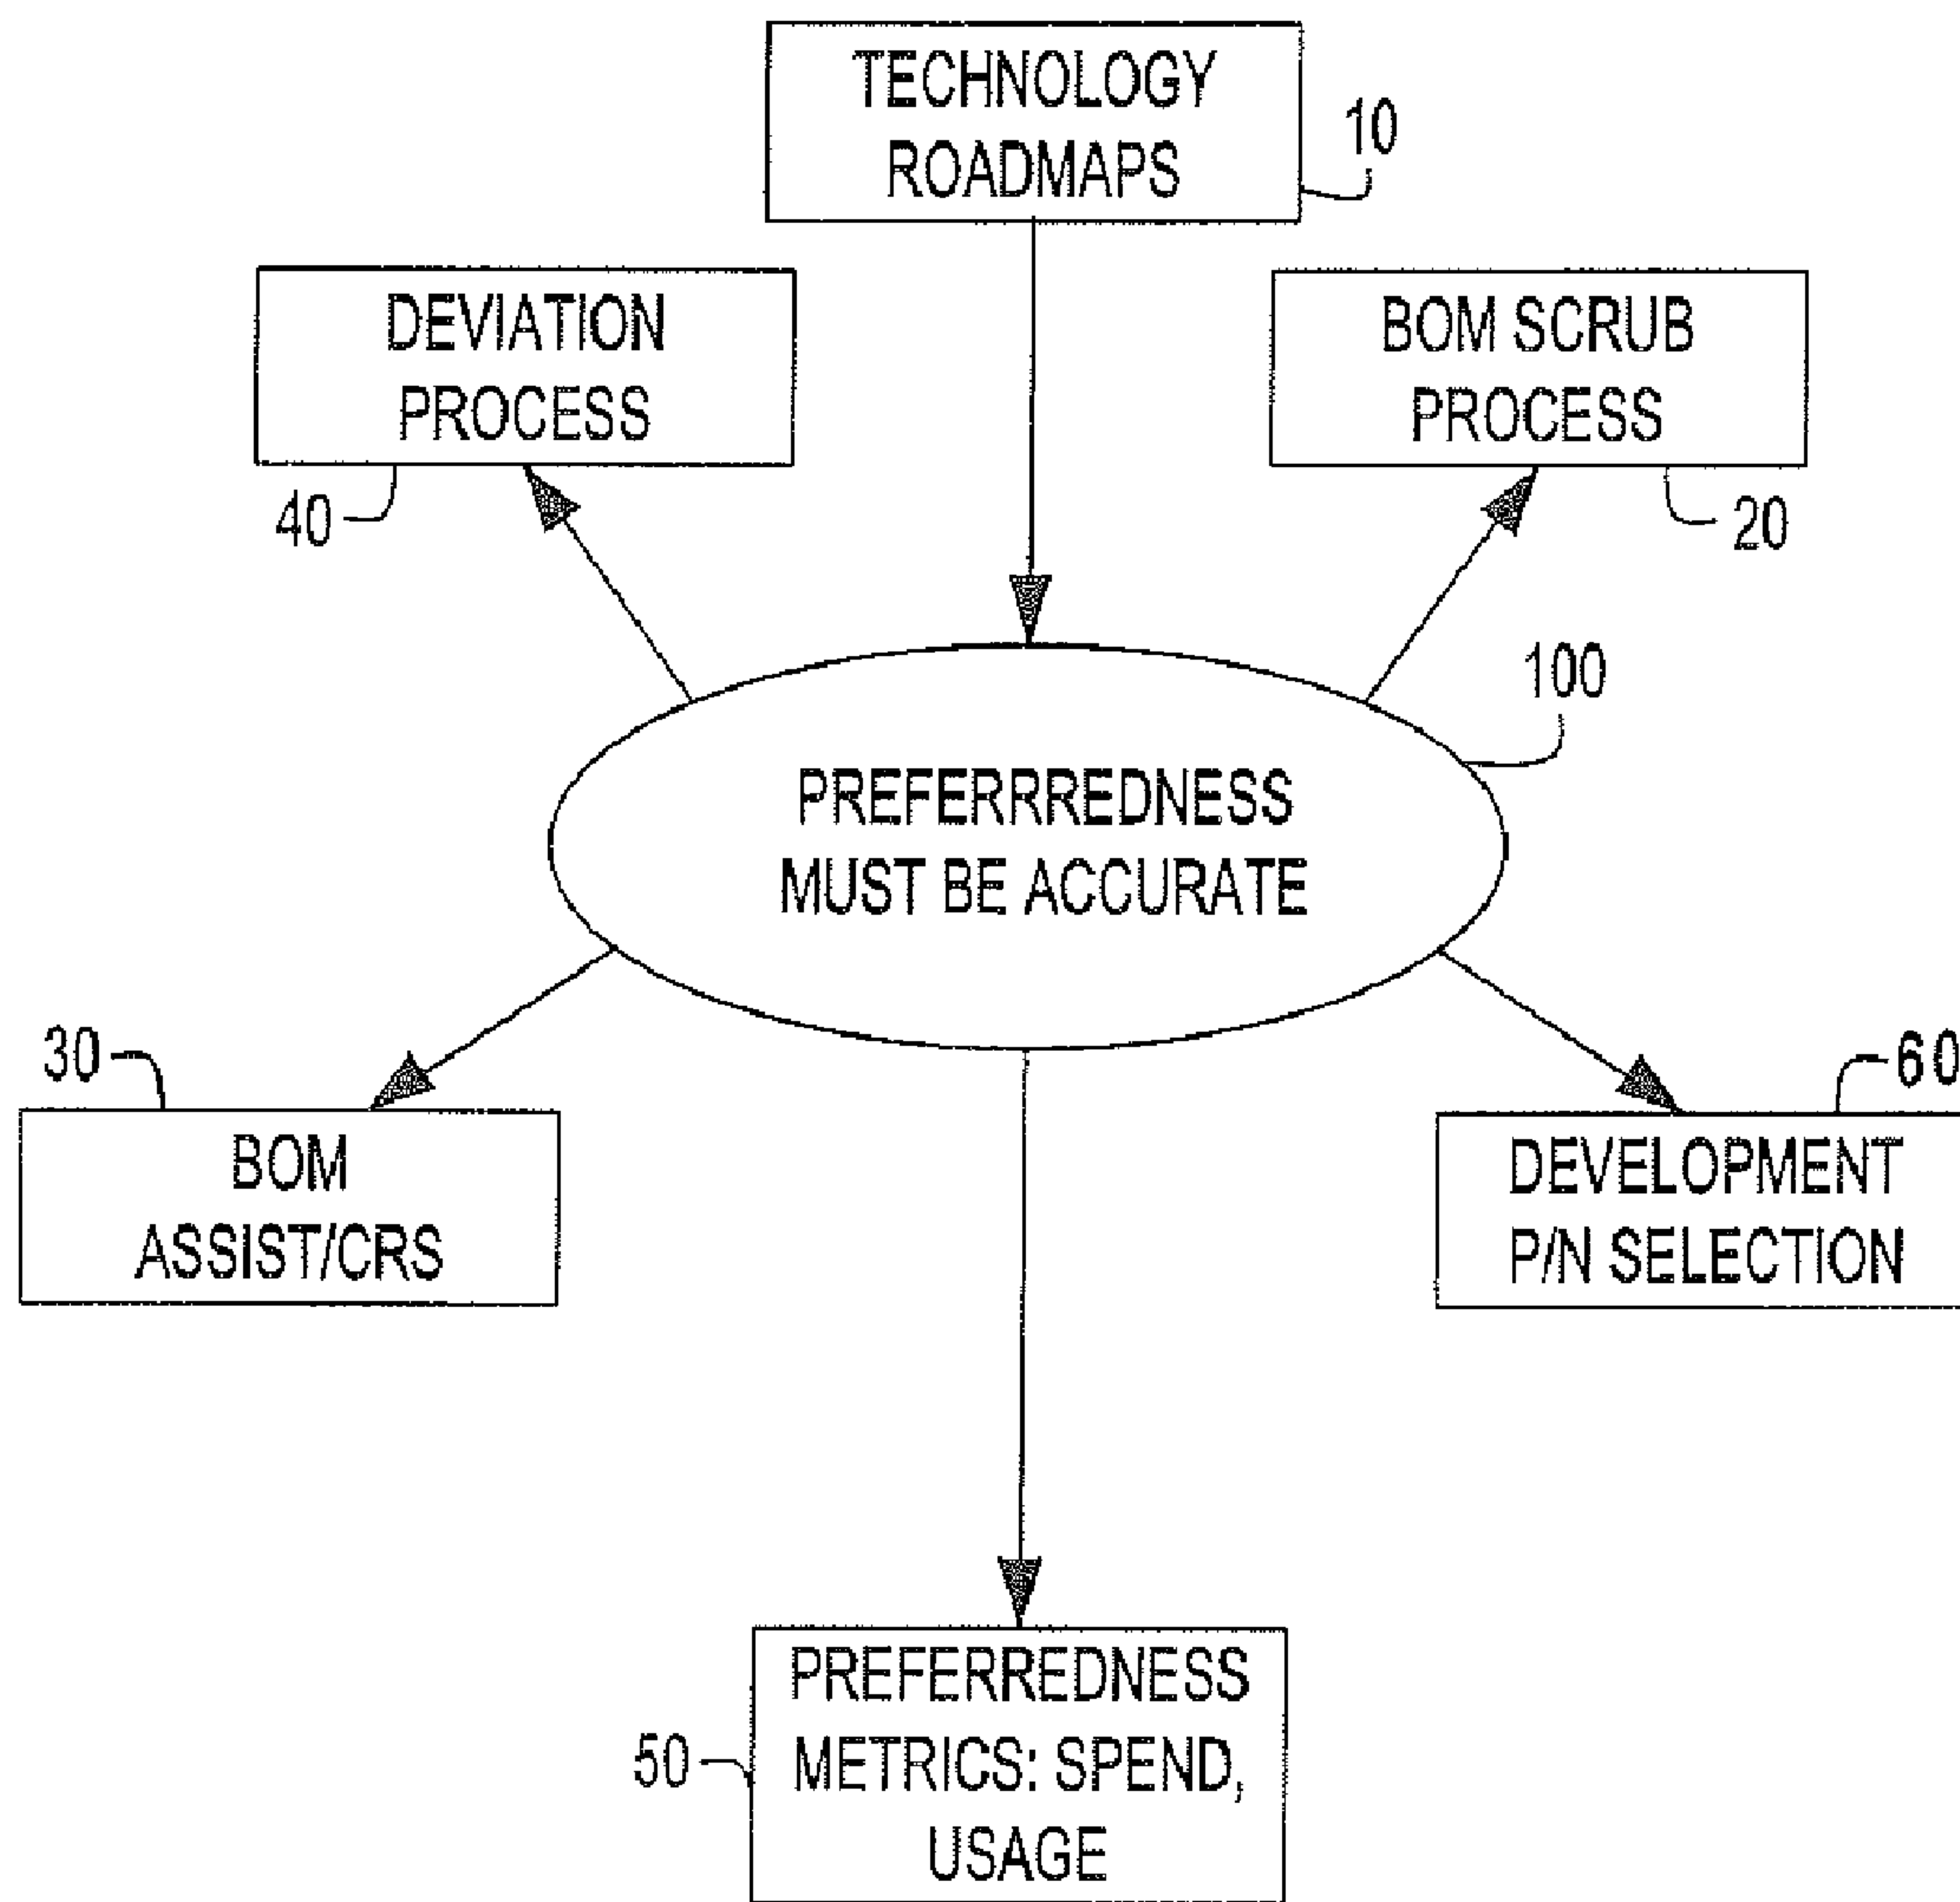 TECHNOLOGY
ROADMAPS
10
DEVIATION
PROCESS
40
BOM SCRUB
PROCESS
20
100
PREFERRREDNESS
MUST BE ACCURATE
30
BOM
ASSIST/CRS
60
DEVELOPMENT
P/N SELECTION
50
PREFERREDNESS
METRICS: SPEND,
USAGE